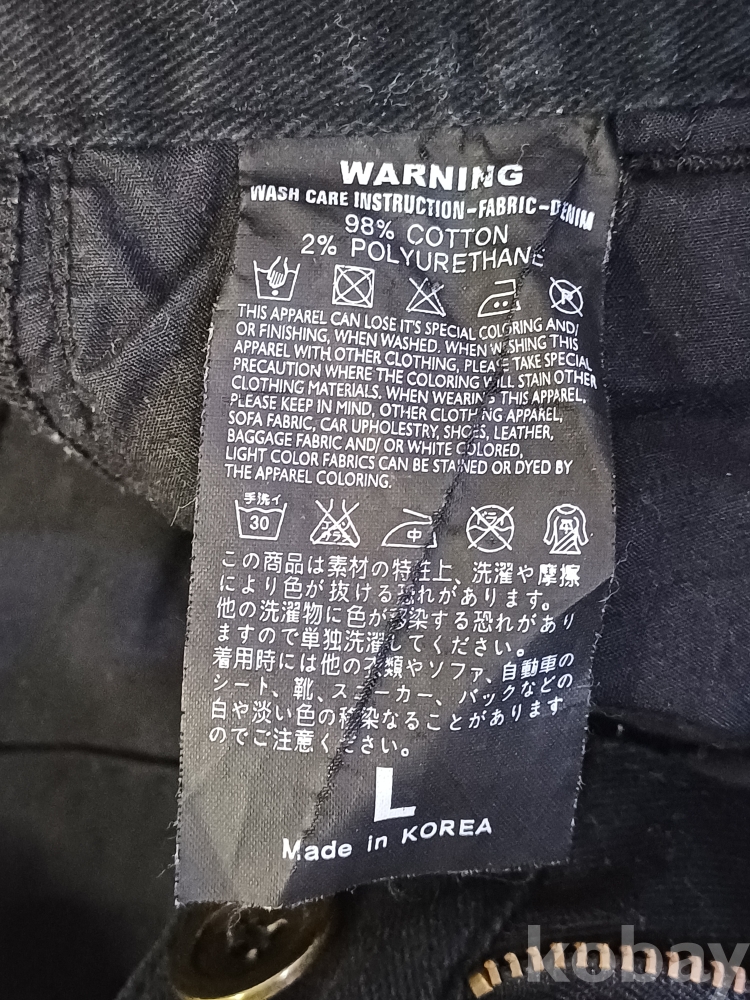 WARNING
WASH CARE INSTRUCTION-FABRIC-DENIM
98% COTTON
2% POLYURETHANE
P
THIS APPAREL CAN LOSE IT'S SPECIAL COLORING AND/
OR FINISHING, WHEN WASHED. WHEN WASHING THIS
APPAREL WITH OTHER CLOTHING, PLEASE TAKE SPECIAL
PRECAUTION WHERE THE COLORING WILL STAIN OTHER
CLOTHING MATERIALS. WHEN WEARING THIS APPAREL,
PLEASE KEEP IN MIND, OTHER CLOTHING APPAREL,
SOFA FABRIC, CAR UPHOLESTRY, SHOES, LEATHER,
BAGGAGE FABRIC AND/ OR WHITE COLORED,
LIGHT COLOR FABRICS CAN BE STAINED OR DYED BY
THE APPAREL COLORING.
手洗イ
30 エンソサラシ 中 ドライ
この商品は素材の特性上、洗濯や摩擦
により色が抜ける恐れがあります。
他の洗濯物に色が移染する恐れがあり
ますので単独洗濯してください。
着用時には他の衣類やソファ、自動車の
シート、靴、スニーカー、バックなどの
白や淡い色の移染なることがあります
のでご注意ください。
L
Made in KOREA
kobay